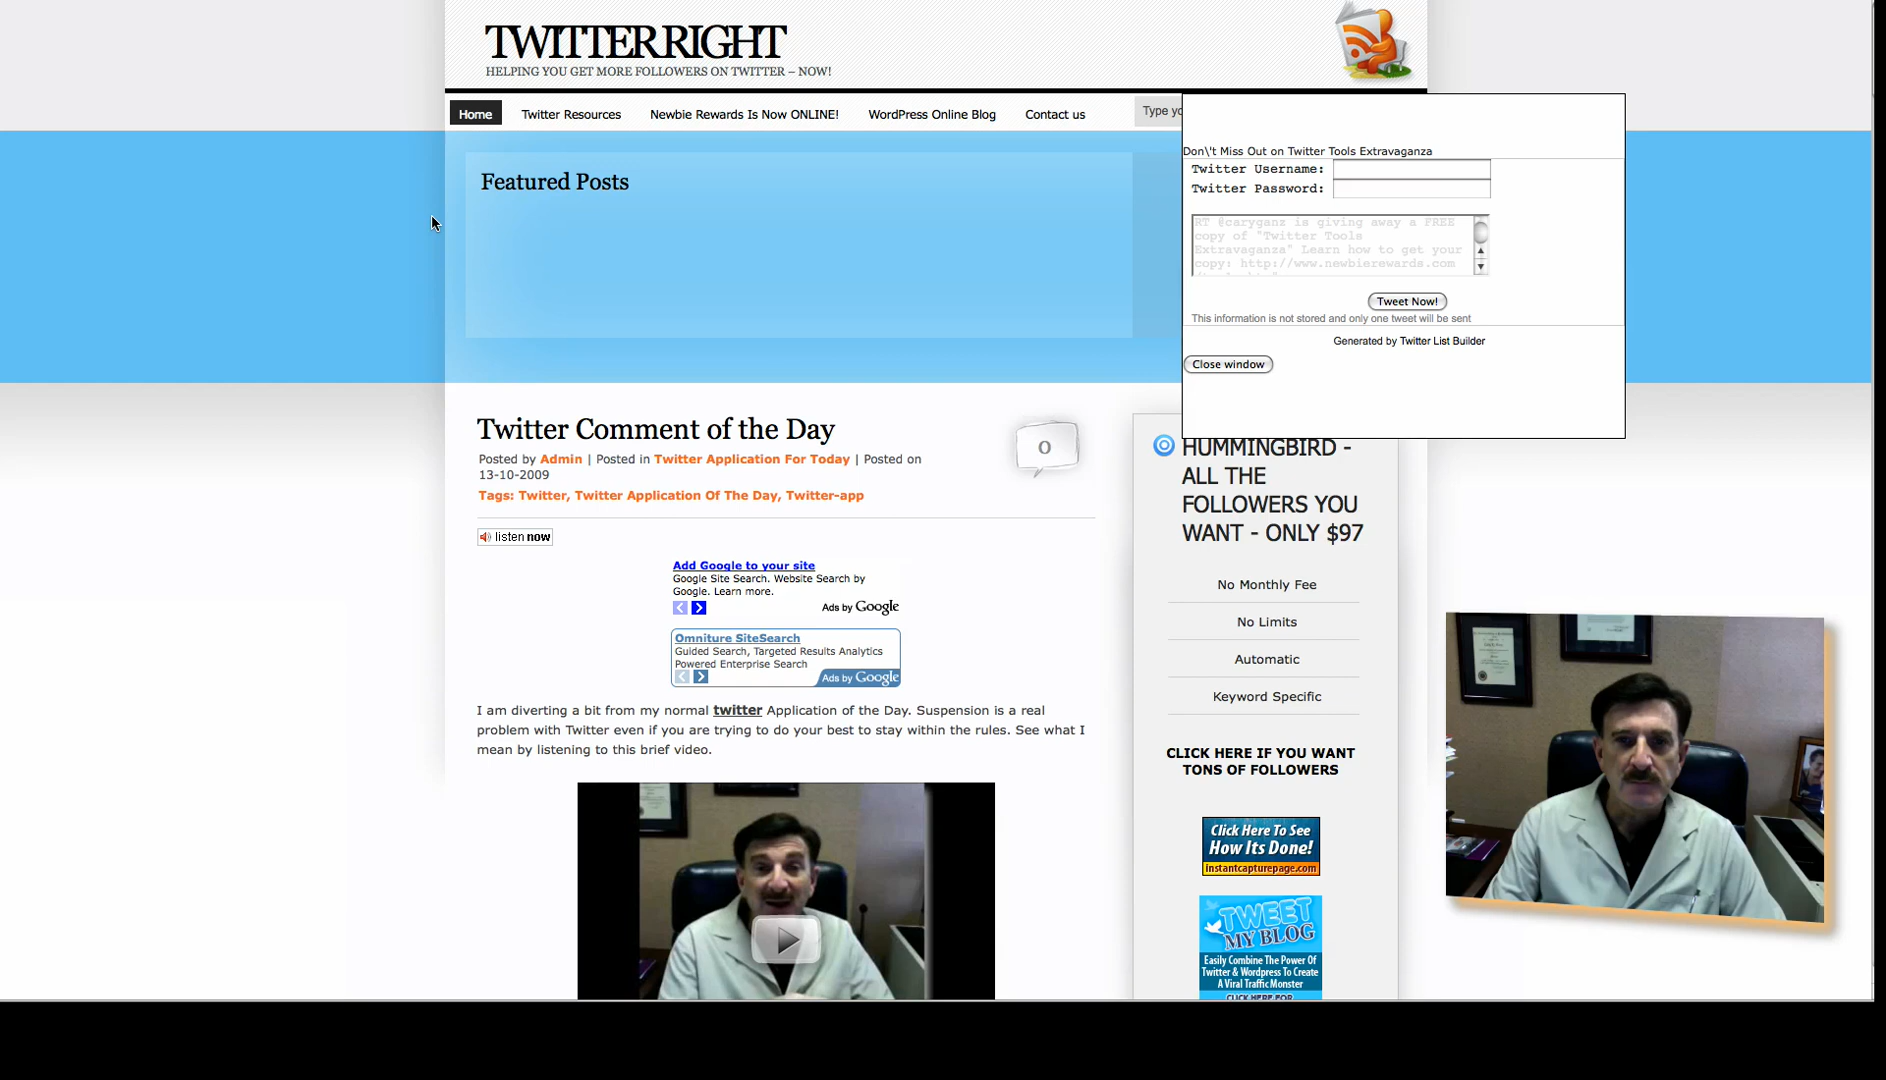 TWITTERRIGHT
HELPING YOU GET MORE FOLLOWERS ON TWITTER – NOW!
Home
Twitter Resources
Newbie Rewards Is Now ONLINE!
WordPress Online Blog
Contact us
Type yo
Don\'t Miss Out on Twitter Tools Extravaganza
Twitter Username:
Twitter Password:
RT @caryganz is giving away a FREE
copy of "Twitter Tools
Extravaganza" Learn how to get your
copy: http://www.newbierewards.com
Tweet Now!
This information is not stored and only one tweet will be sent
Generated by Twitter List Builder
Close window
Featured Posts
Twitter Comment of the Day
0
Posted by Admin | Posted in Twitter Application For Today | Posted on
13-10-2009
Tags: Twitter, Twitter Application Of The Day, Twitter-app
listen now
Add Google to your site
Google Site Search. Website Search by
Google. Learn more.
Ads by Google
Omniture SiteSearch
Guided Search, Targeted Results Analytics
Powered Enterprise Search
Ads by Google
I am diverting a bit from my normal twitter Application of the Day. Suspension is a real
problem with Twitter even if you are trying to do your best to stay within the rules. See what I
mean by listening to this brief video.
HUMMINGBIRD -
ALL THE
FOLLOWERS YOU
WANT - ONLY $97
No Monthly Fee
No Limits
Automatic
Keyword Specific
CLICK HERE IF YOU WANT
TONS OF FOLLOWERS
Click Here To See
How Its Done!
instantcapturepage.com
TWEET
MY BLOG
Easily Combine The Power Of
Twitter & Wordpress To Create
A Viral Traffic Monster
CLICK HERE FOR